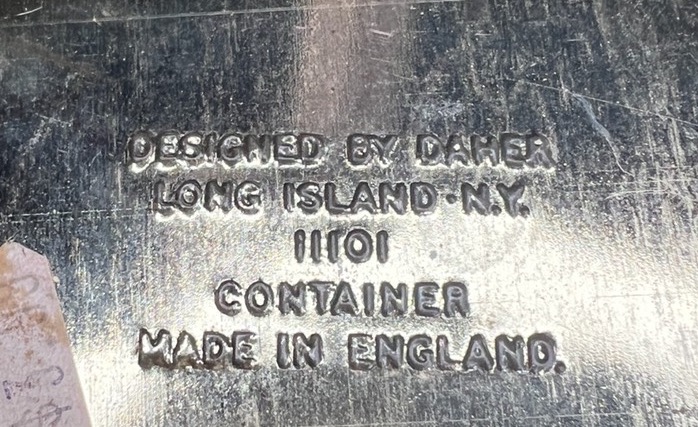 DESIGNED BY DAHER
LONG ISLAND·N.Y.
11101
CONTAINER
MADE IN ENGLAND.